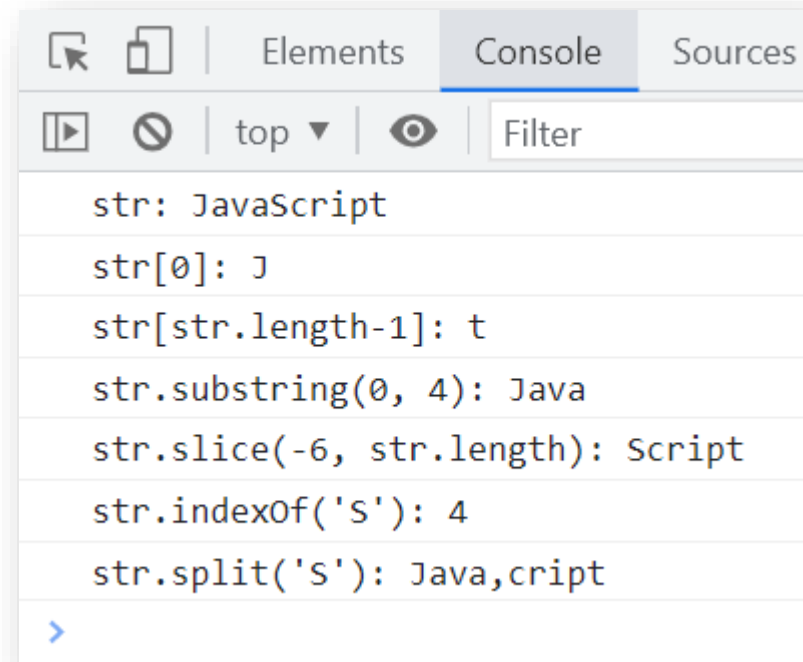 Elements Console Sources
top Filter
str: JavaScript
str[0]: J
str[str.length-1]: t
str.substring(0, 4): Java
str.slice(-6, str.length): Script
str.indexOf('S'): 4
str.split('S'): Java,cript